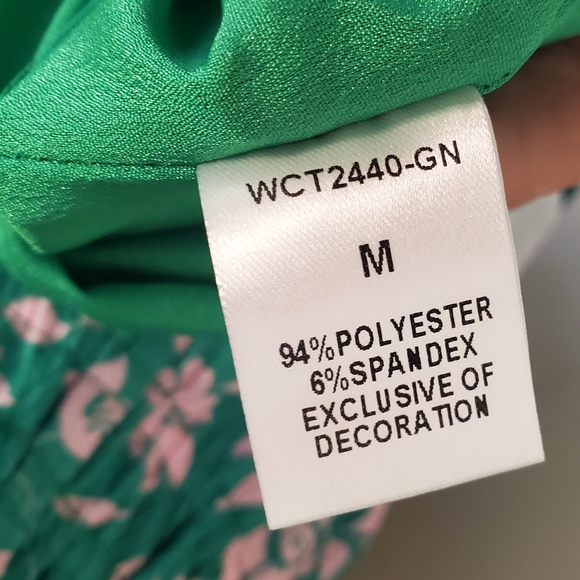 WCT2440-GN
M
94%POLYESTER
6%SPANDEX
EXCLUSIVE OF
DECORATION